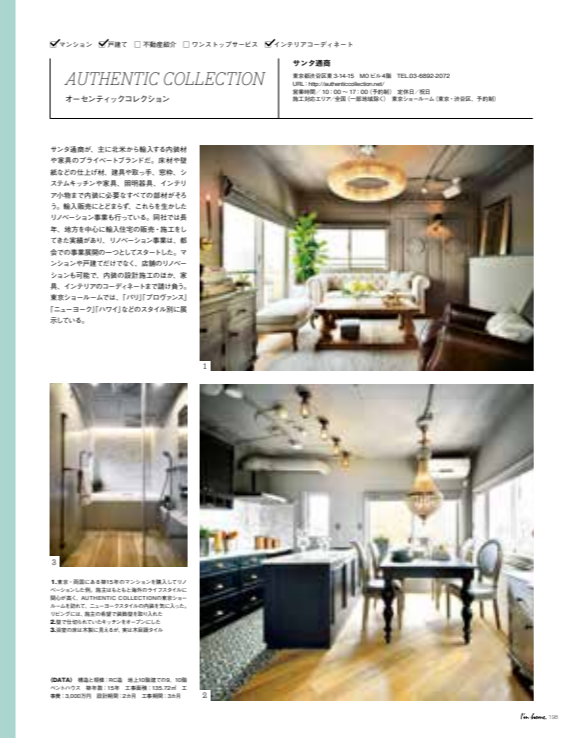 マンション 戸建て 不動産紹介 ワンストップサービス インテリアコーディネート
AUTHENTIC COLLECTION
オーセンティックコレクション
サンタ通商
東京都渋谷区東3-14-15 MOビル4階 TEL.03-6892-2072
URL:http://authenticcollection.net/
営業時間/10:00〜17:00(予約制) 定休日/祝日
施工対応エリア/全国(一部地域除く) 東京ショールーム(東京・渋谷区、予約制)
サンタ通商が、主に北米から輸入する内装材
や家具のプライベートブランドだ。床材や壁
紙などの仕上げ材、建具や取っ手、窓枠、シ
ステムキッチンや家具、照明器具、インテリ
ア小物まで内装に必要なすべての部材がそろ
う。輸入販売にとどまらず、これらを生かした
リノベーション事業も行っている。同社では長
年、地方を中心に輸入住宅の販売・施工をし
てきた実績があり、リノベーション事業は、都
会での事業展開の一つとしてスタートした。マ
ンションや戸建てだけでなく、店舗のリノベー
ションも可能で、内装の設計施工のほか、家
具、インテリアのコーディネートまで請け負う。
東京ショールームでは、「パリ」「プロヴァンス」
「ニューヨーク」「ハワイ」などのスタイル別に展
示している。
1
3
2
1.東京・
にある築15年のマンションを購入してリノ
ベーションした例。施主はもともと海外のライフスタイルに
関心が高く、AUTHENTIC COLLECTIONの東京ショー
ルームを訪れて、ニューヨークスタイルの内装を気に入った。
リビングには、施主の希望で装飾壁を取り入れた
2.壁で仕切られていたキッチンをオープンにした
3.浴室の床は木製に見えるが、実は木目調タイル
(DATA) 構造と規模:RC造 地上10階建ての9、10階
ペントハウス 築年数:15年 工事面積:135.72㎡ 工
事費:3,000万円 設計期間:2カ月 工事期間:3カ月
I'm home. 198